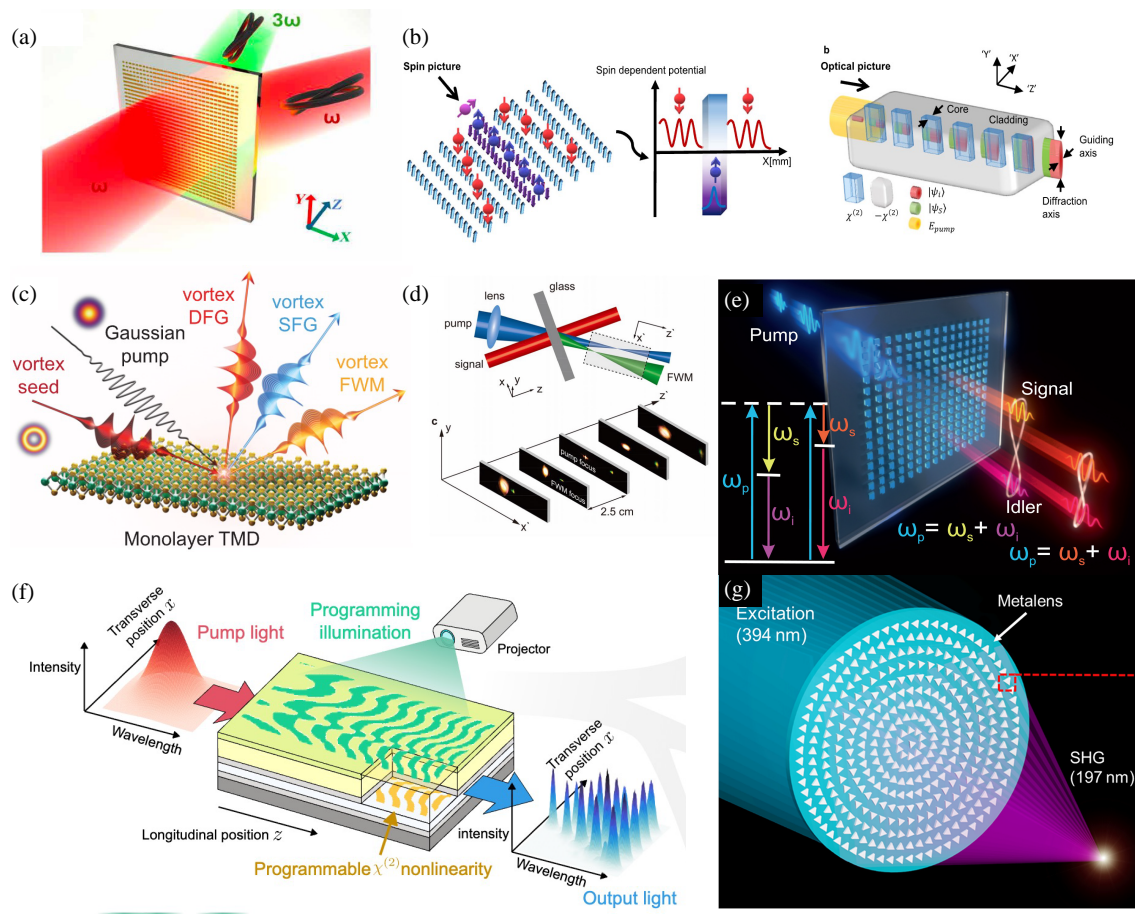 (a)
3ω
ω
ω
Y
Z
X
(b)
Spin picture
Spin dependent potential
X[mm]
b
Optical picture
'Y'
'X'
'Z'
Core
Cladding
Guiding
axis
Diffraction
axis
χ⁽²⁾
−χ⁽²⁾
|ψᵢ⟩
|ψ_S⟩
E_pump
(c)
Gaussian
pump
vortex
seed
vortex
DFG
vortex
SFG
vortex
FWM
Monolayer TMD
(d)
glass
lens
pump
signal
x y z
x` z`
FWM
c
y
z`
pump focus
FWM focus
2.5 cm
x`
(e)
Pump
Signal
Idler
ωp
ωs
ωi
ωp
ωs
ωi
ωp = ωs + ωi
ωp = ωs + ωi
(f)
Transverse
position x
Pump light
Intensity
Wavelength
Programming
illumination
Projector
Longitudinal position z
Programmable χ⁽²⁾ nonlinearity
Transverse
position x
intensity
Wavelength
Output light
(g)
Excitation
(394 nm)
Metalens
SHG
(197 nm)